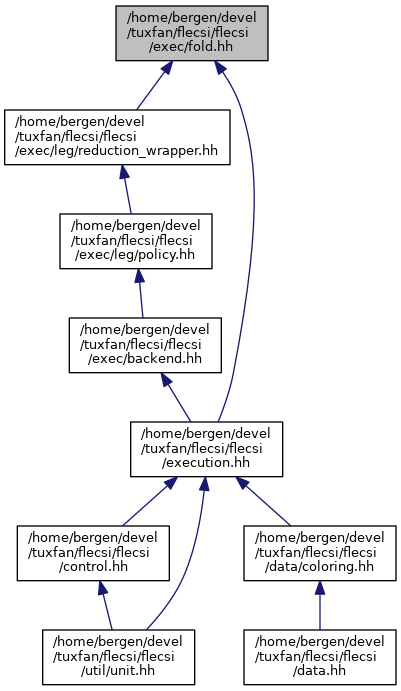 /home/bergen/devel
/tuxfan/flecsi/flecsi
/exec/fold.hh
/home/bergen/devel
/tuxfan/flecsi/flecsi
/exec/leg/reduction_wrapper.hh
/home/bergen/devel
/tuxfan/flecsi/flecsi
/exec/leg/policy.hh
/home/bergen/devel
/tuxfan/flecsi/flecsi
/exec/backend.hh
/home/bergen/devel
/tuxfan/flecsi/flecsi
/execution.hh
/home/bergen/devel
/tuxfan/flecsi/flecsi
/control.hh
/home/bergen/devel
/tuxfan/flecsi/flecsi
/data/coloring.hh
/home/bergen/devel
/tuxfan/flecsi/flecsi
/util/unit.hh
/home/bergen/devel
/tuxfan/flecsi/flecsi
/data.hh